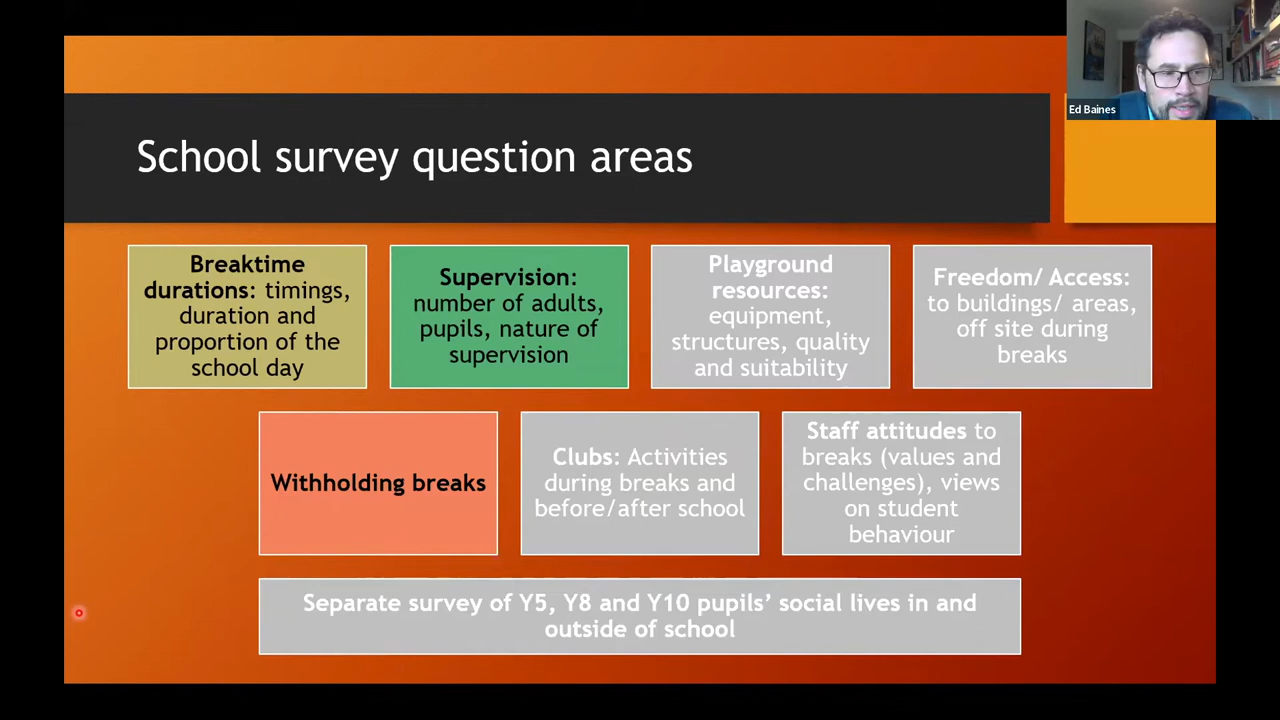 Ed Baines
School survey question areas
Breaktime
durations: timings,
duration and
proportion of the
school day
Supervision:
number of adults,
pupils, nature of
supervision
Playground
resources:
equipment,
structures, quality
and suitability
Freedom/ Access:
to buildings/ areas,
off site during
breaks
Withholding breaks
Clubs: Activities
during breaks and
before/after school
Staff attitudes to
breaks (values and
challenges), views
on student
behaviour
Separate survey of Y5, Y8 and Y10 pupils’ social lives in and
outside of school